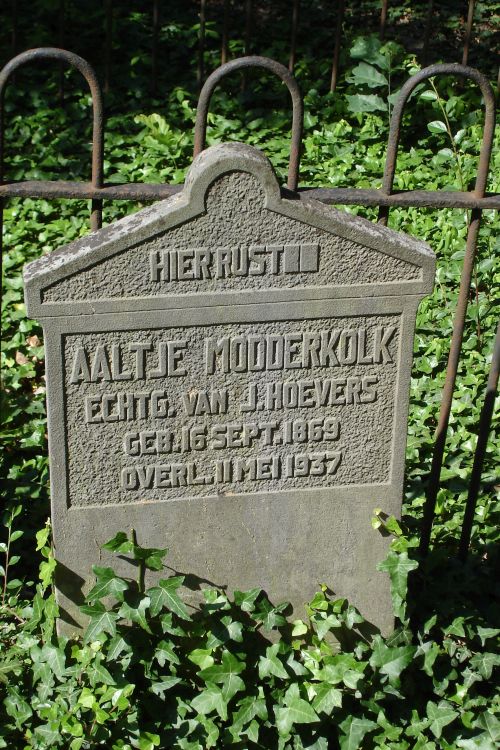 HIER RUST
AALTJE MODDERKOLK
ECHTG. VAN J. HOEVERS
GEB. 16 SEPT. 1869
OVERL. 11 MEI 1937